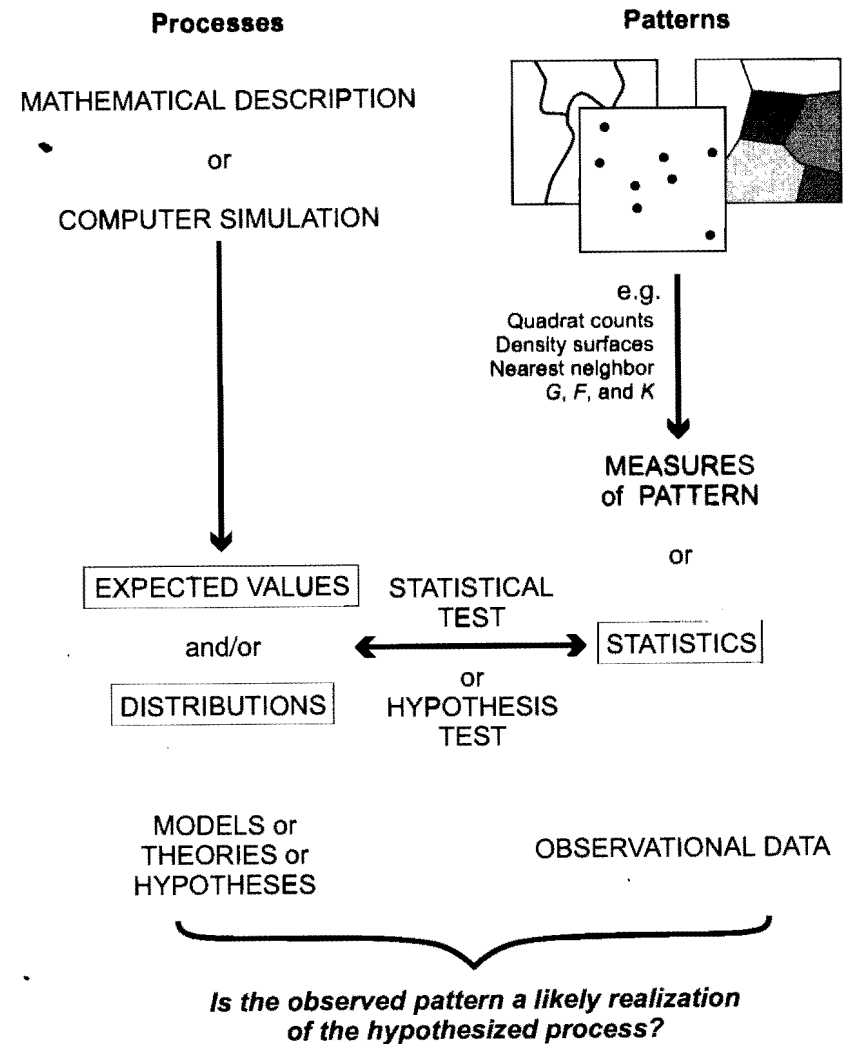 Processes
Patterns
MATHEMATICAL DESCRIPTION
or
COMPUTER SIMULATION
e.g.
Quadrat counts
Density surfaces
Nearest neighbor
G, F, and K
MEASURES
of PATTERN
or
STATISTICS
EXPECTED VALUES
and/or
DISTRIBUTIONS
STATISTICAL
TEST
or
HYPOTHESIS
TEST
MODELS or
THEORIES or
HYPOTHESES
OBSERVATIONAL DATA
Is the observed pattern a likely realization
of the hypothesized process?